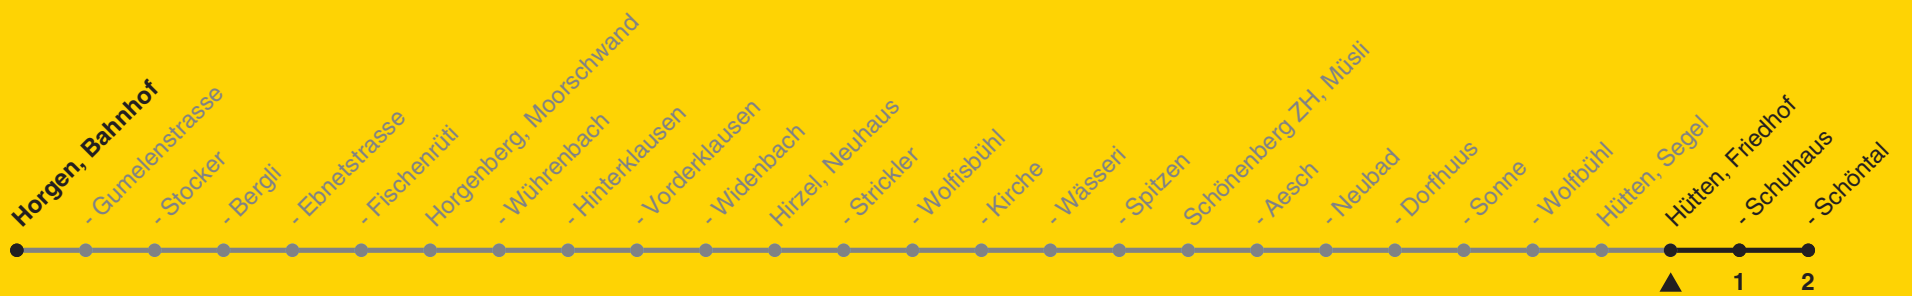 Horgen, Bahnhof
- Gumelenstrasse
- Stocker
- Bergli
- Ebnetstrasse
- Fischenrüti
Horgenberg, Moorschwand
- Wührenbach
- Hinterklausen
- Vorderklausen
- Widenbach
Hirzel, Neuhaus
- Strickler
- Wolfisbühl
- Kirche
- Wässeri
- Spitzen
Schönenberg ZH, Müsli
- Aesch
- Neubad
- Dorfhuus
- Sonne
- Wolfbühl
Hütten, Segel
Hütten, Friedhof
- Schulhaus
- Schöntal
1
2